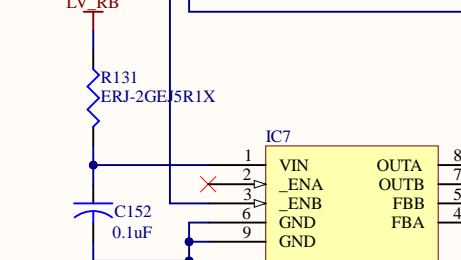 LV_RB
R131
ERJ-2GEJ5R1X
IC7
1 VIN OUTA 8
2 _ENA OUTB 7
3 _ENB FBB 5
6 GND FBA 4
9 GND
C152
0.1uF